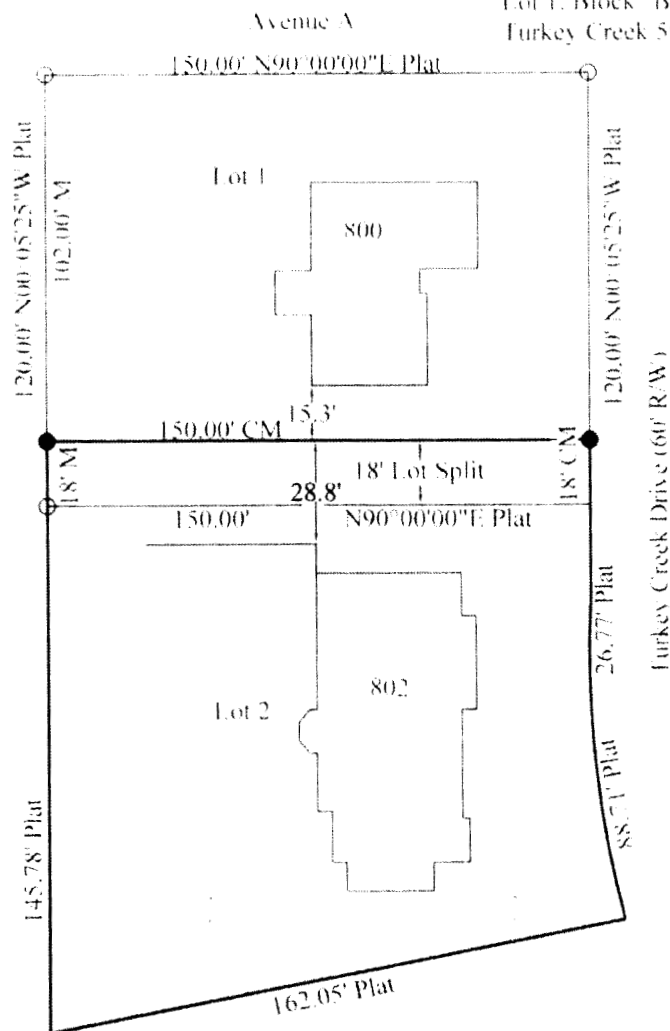 Lot 1, Block "B
Turkey Creek 5
Avenue A
150.00' N90°00'00"E Plat
120.00' N00°05'25"W Plat
102.00' M
Lot 1
800
120.00' N00°05'25"W Plat
15.3'
150.00' CM
18' M
18' Lot Split
18' CM
28.8'
150.00'
N90°00'00"E Plat
Turkey Creek Drive (60' R/W)
26.77' Plat
802
Lot 2
88.71' Plat
145.78' Plat
162.05' Plat